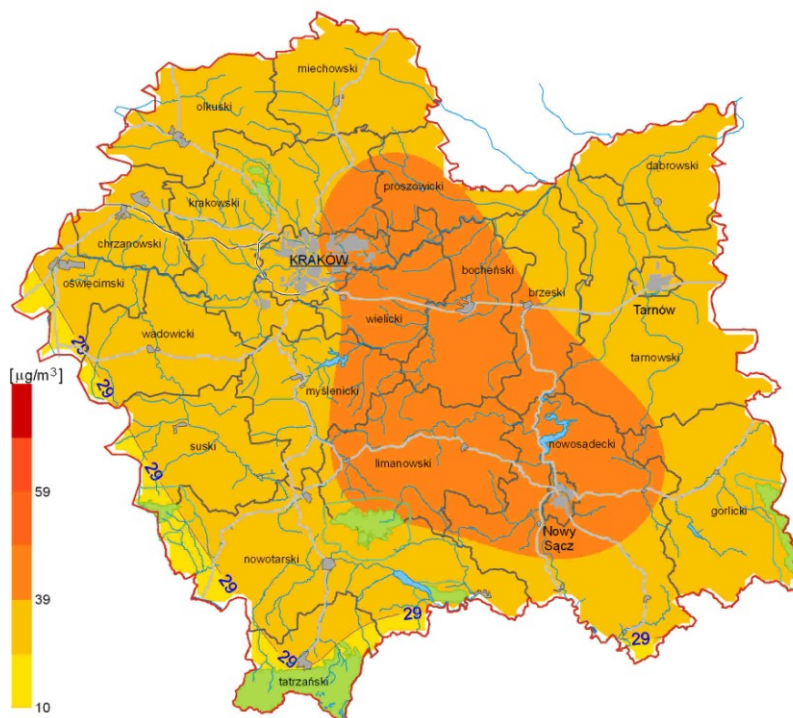 miechowski
olkuski
dąbrowski
proszowicki
krakowski
chrzanowski
KRAKÓW
bocheński
oświęcimski
brzeski
Tarnów
wielicki
wadowicki
29
tarnowski
[µg/m³]
29
myślenicki
suski
nowosądecki
29
limanowski
59
gorlicki
Nowy
Sącz
nowotarski
29
39
29
29
29
tatrzański
10